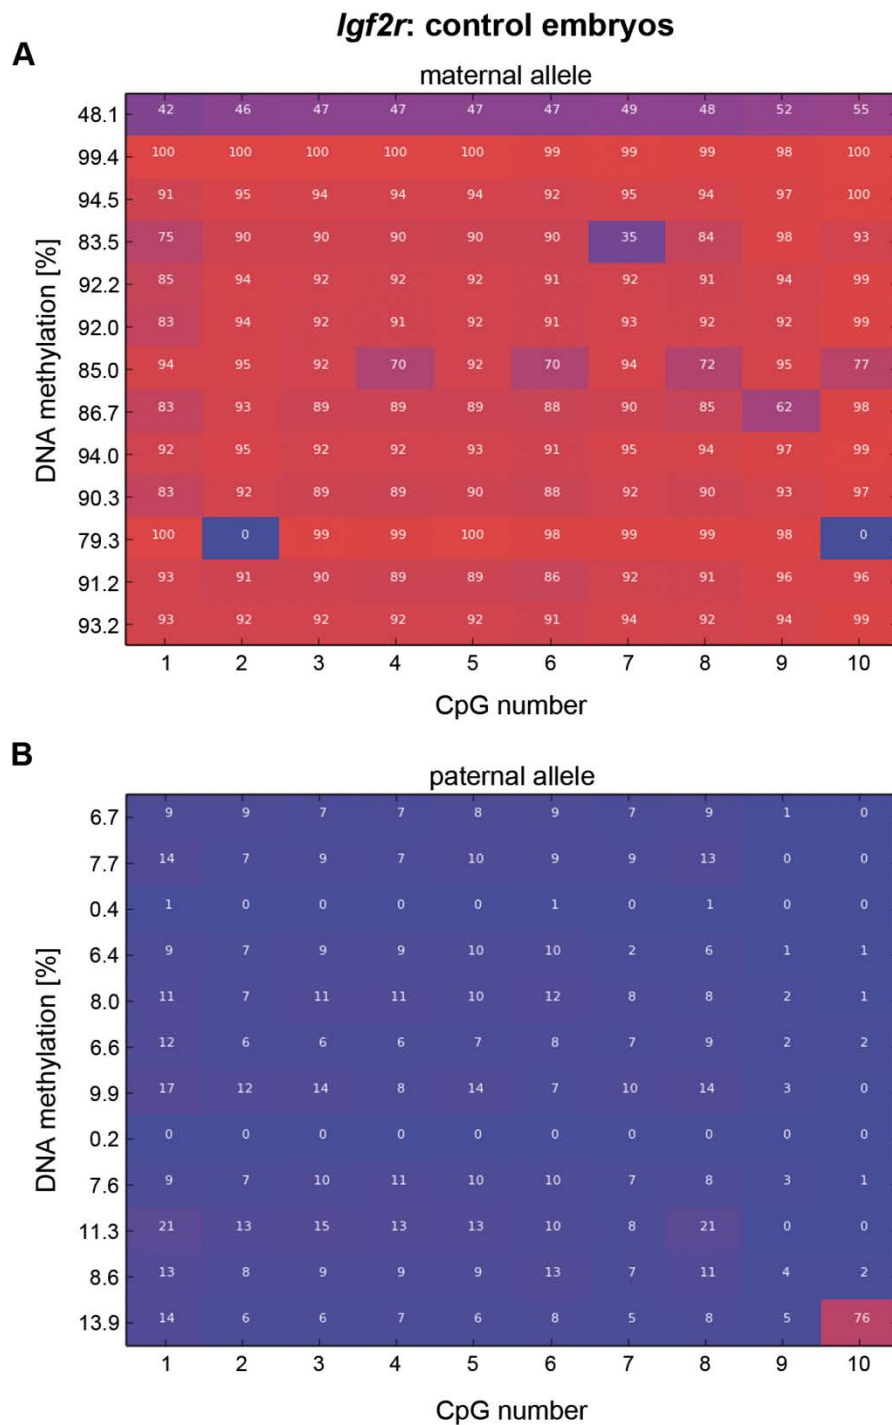 Igf2r: control embryos
A
maternal allele
DNA methylation [%]
48.1 42 46 47 47 47 47 49 48 52 55
99.4 100 100 100 100 100 99 99 99 98 100
94.5 91 95 94 94 94 92 95 94 97 100
83.5 75 90 90 90 90 90 35 84 98 93
92.2 85 94 92 92 92 91 92 91 94 99
92.0 83 94 92 91 92 91 93 92 92 99
85.0 94 95 92 70 92 70 94 72 95 77
86.7 83 93 89 89 89 88 90 85 62 98
94.0 92 95 92 92 93 91 95 94 97 99
90.3 83 92 89 89 90 88 92 90 93 97
79.3 100 0 99 99 100 98 99 99 98 0
91.2 93 91 90 89 89 86 92 91 96 96
93.2 93 92 92 92 92 91 94 92 94 99
1 2 3 4 5 6 7 8 9 10
CpG number
B
paternal allele
DNA methylation [%]
6.7 9 9 7 7 8 9 7 9 1 0
7.7 14 7 9 7 10 9 9 13 0 0
0.4 1 0 0 0 0 1 0 1 0 0
6.4 9 7 9 9 10 10 2 6 1 1
8.0 11 7 11 11 10 12 8 8 2 1
6.6 12 6 6 6 7 8 7 9 2 2
9.9 17 12 14 8 14 7 10 14 3 0
0.2 0 0 0 0 0 0 0 0 0 0
7.6 9 7 10 11 10 10 7 8 3 1
11.3 21 13 15 13 13 10 8 21 0 0
8.6 13 8 9 9 9 13 7 11 4 2
13.9 14 6 6 7 6 8 5 8 5 76
1 2 3 4 5 6 7 8 9 10
CpG number